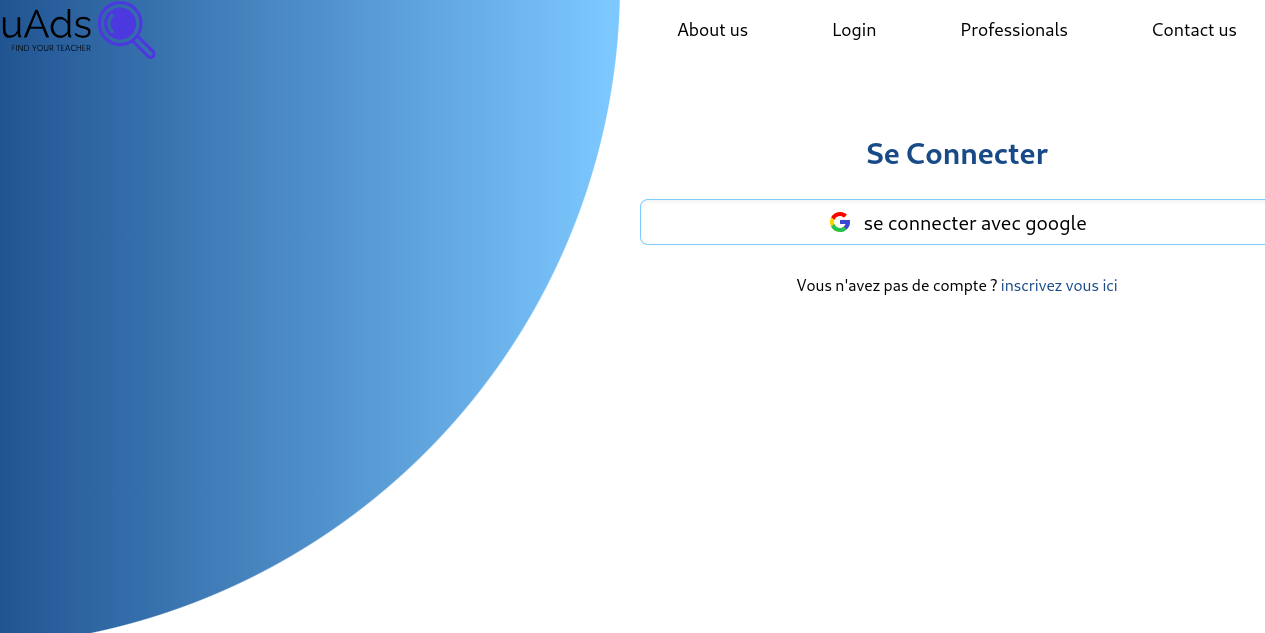 uAds
FIND YOUR TEACHER
About us Login Professionals Contact us
Se Connecter
se connecter avec google
Vous n'avez pas de compte ? inscrivez vous ici